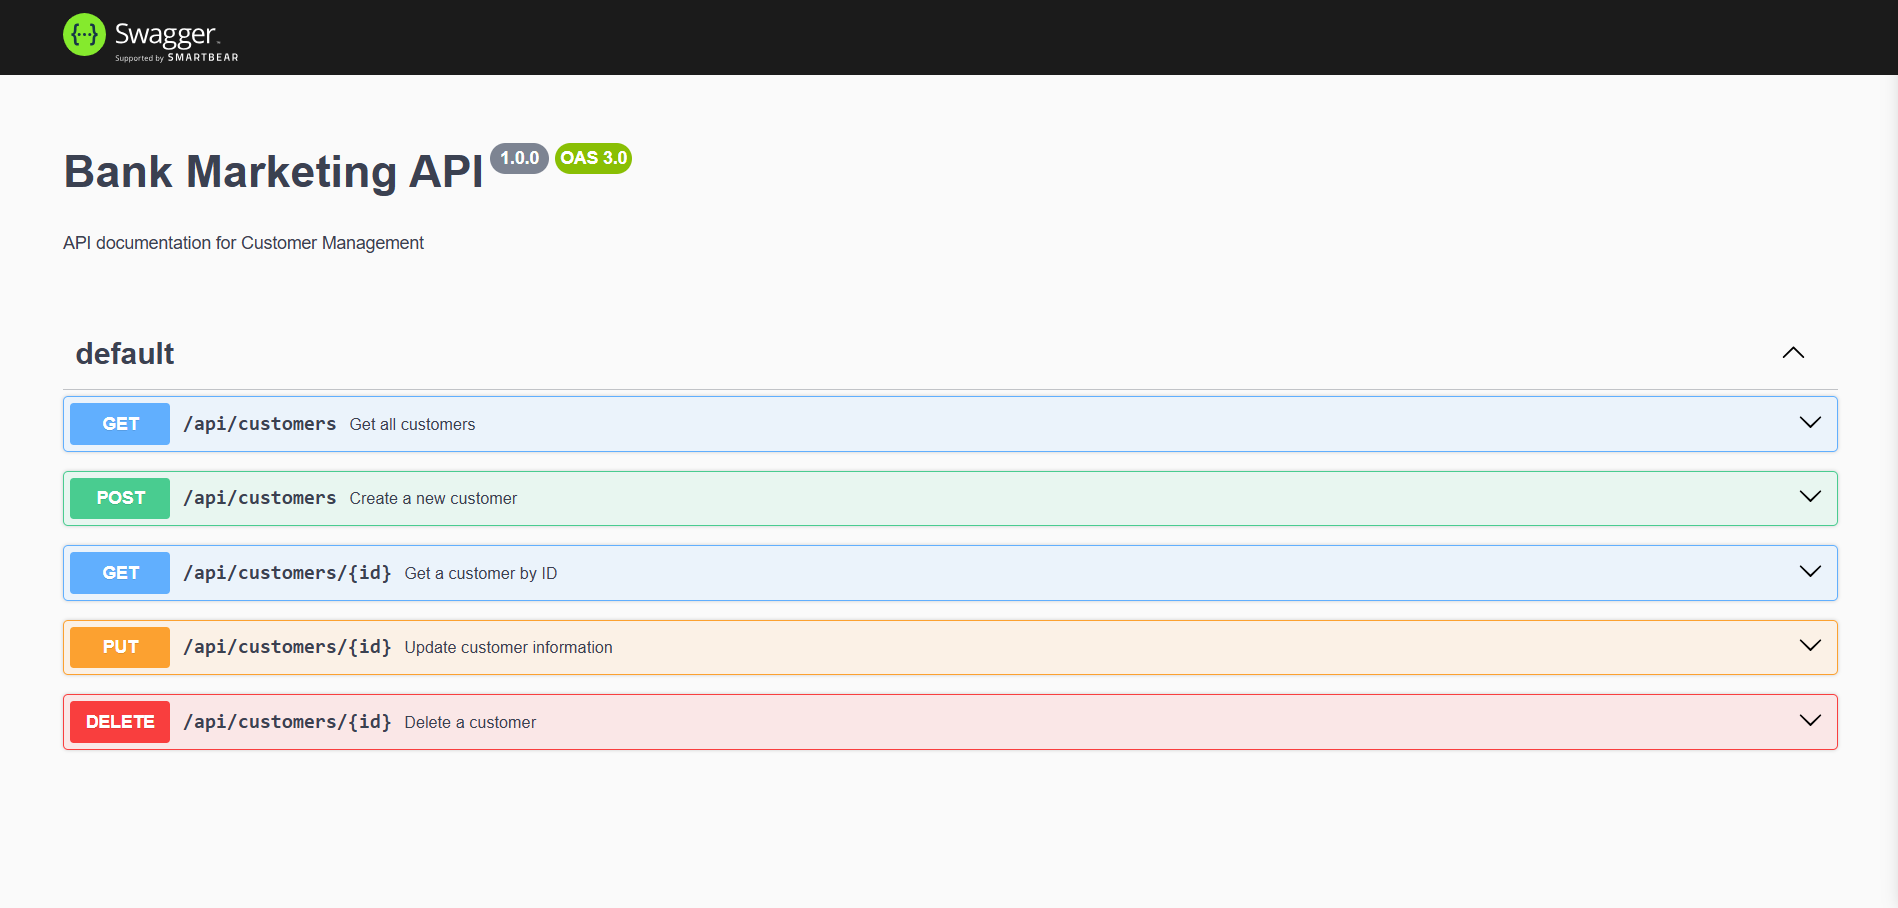 {···} Swagger™
Supported by SMARTBEAR
Bank Marketing API 1.0.0 OAS 3.0
API documentation for Customer Management
default
GET /api/customers Get all customers
POST /api/customers Create a new customer
GET /api/customers/{id} Get a customer by ID
PUT /api/customers/{id} Update customer information
DELETE /api/customers/{id} Delete a customer